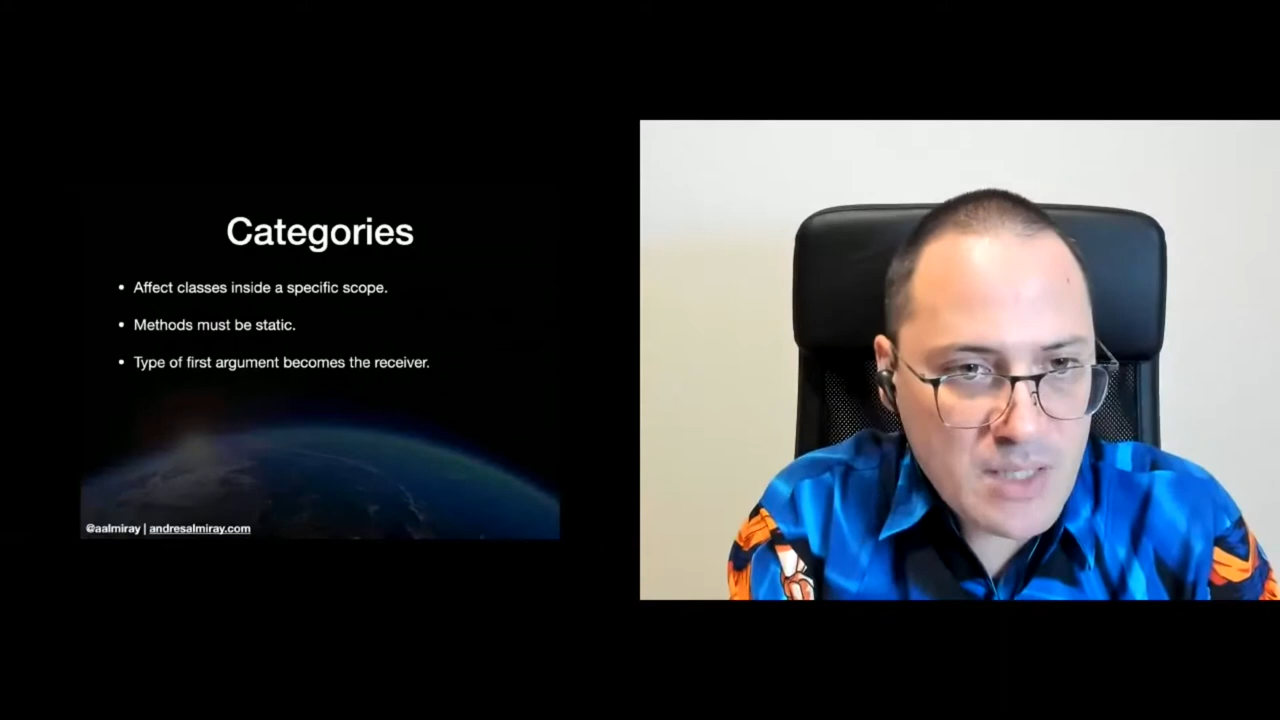 Categories
• Affect classes inside a specific scope.
• Methods must be static.
• Type of first argument becomes the receiver.
@aalmiray | andresalmiray.com